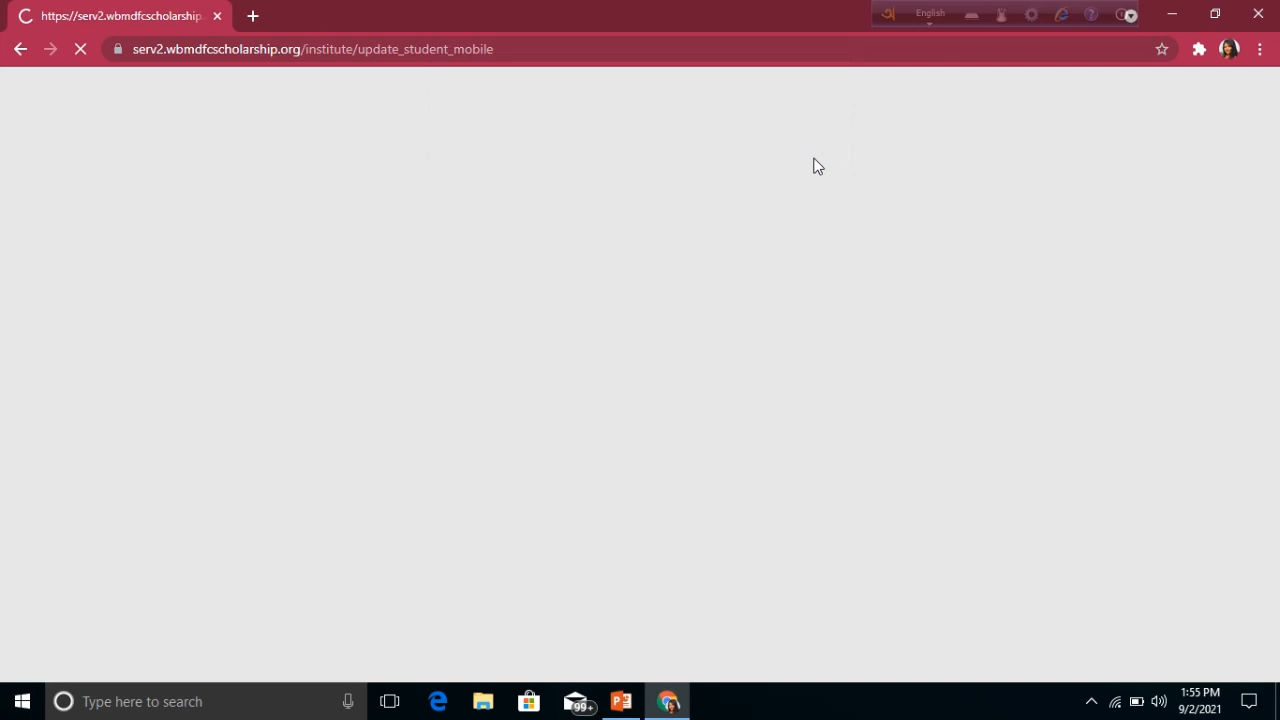 https://serv2.wbmdfcscholarship.
অ
English
serv2.wbmdfcscholarship.org/institute/update_student_mobile
Type here to search
99+
1:55 PM
9/2/2021